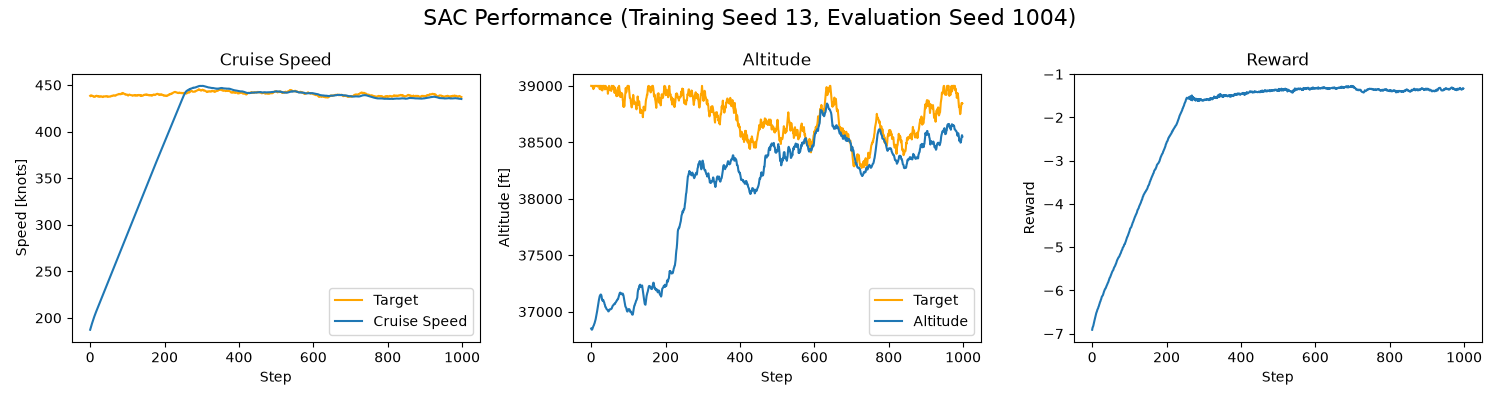 SAC Performance (Training Seed 13, Evaluation Seed 1004)
Cruise Speed
Speed [knots]
450
400
350
300
250
200
0 200 400 600 800 1000
Step
Target
Cruise Speed
Altitude
Altitude [ft]
39000
38500
38000
37500
37000
0 200 400 600 800 1000
Step
Target
Altitude
Reward
Reward
−1
−2
−3
−4
−5
−6
−7
0 200 400 600 800 1000
Step